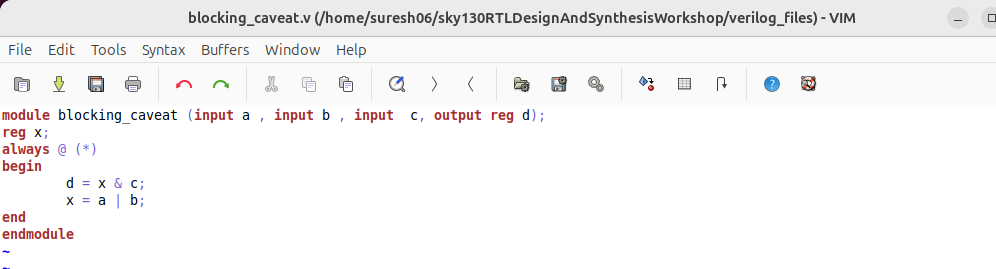 blocking_caveat.v (/home/suresh06/sky130RTLDesignAndSynthesisWorkshop/verilog_files) - VIM
File Edit Tools Syntax Buffers Window Help
module blocking_caveat (input a , input b , input  c, output reg d);
reg x;
always @ (*)
begin
        d = x & c;
        x = a | b;
end
endmodule
~
~